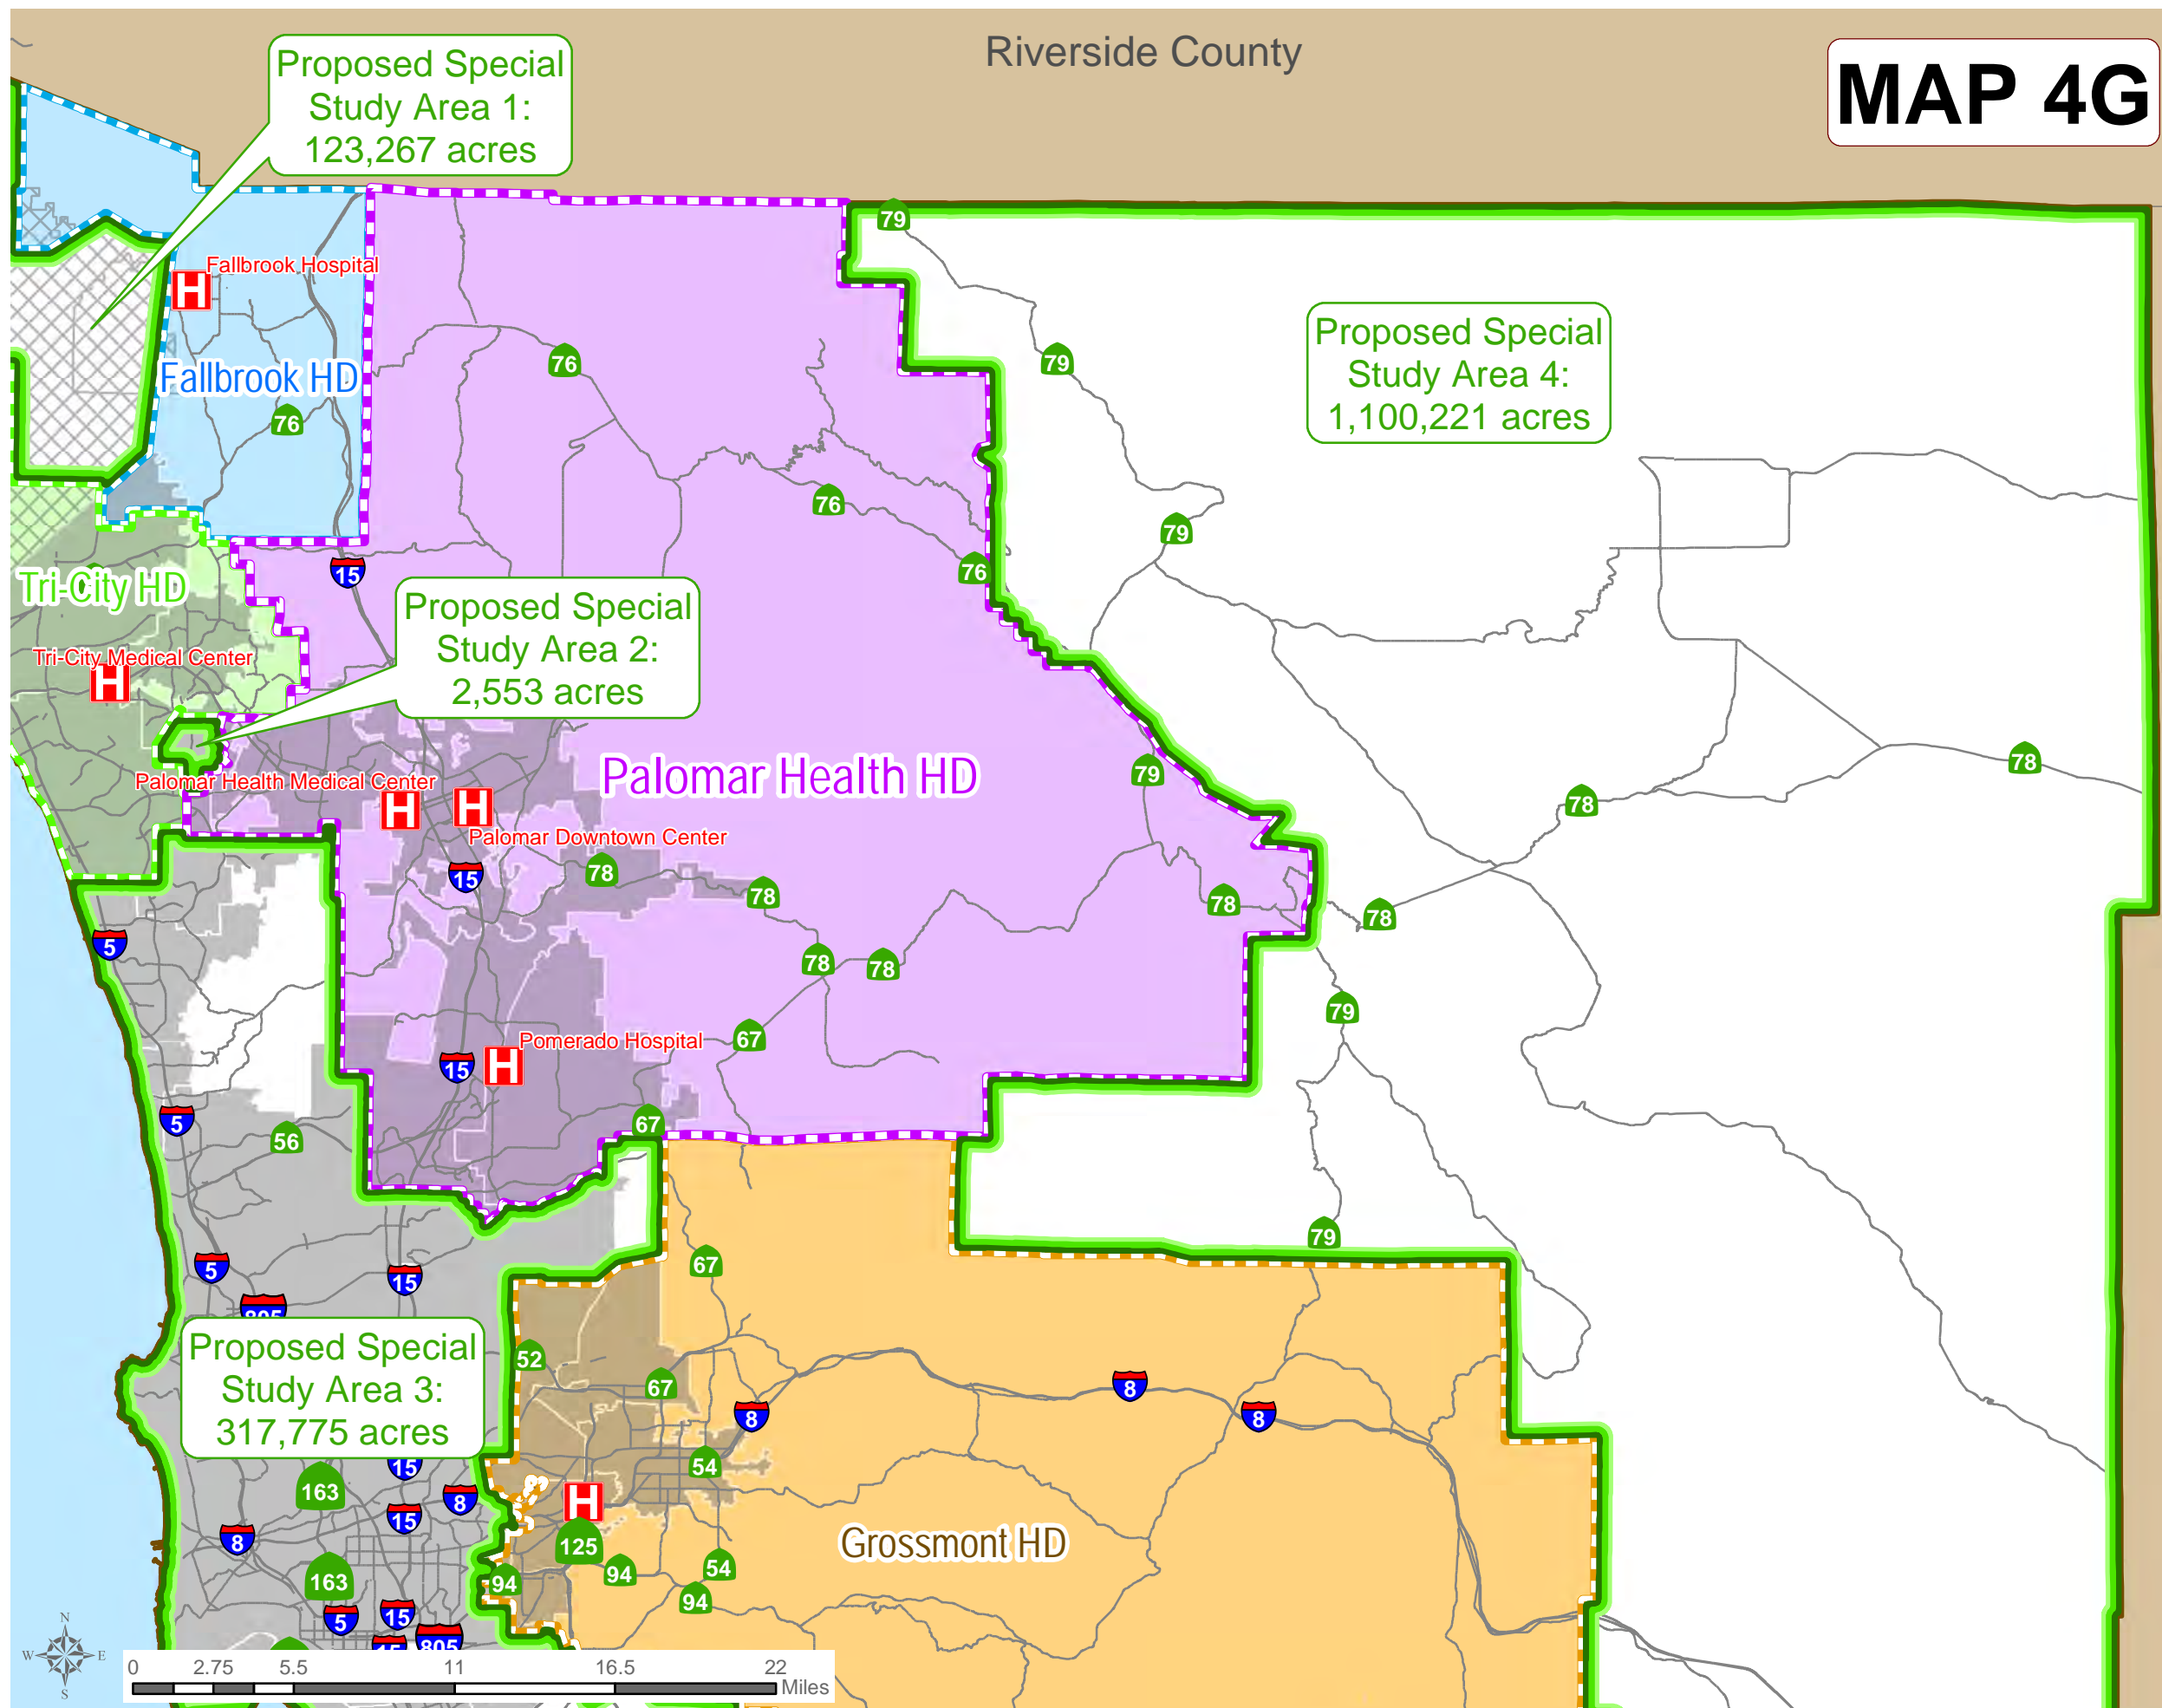 Riverside County
MAP 4G
Proposed Special
Study Area 1:
123,267 acres
79
Fallbrook Hospital
H
Fallbrook HD
76
76
79
Proposed Special
Study Area 4:
1,100,221 acres
76
79
15
76
Tri-City HD
Proposed Special
Study Area 2:
2,553 acres
Tri-City Medical Center
H
Palomar Health HD
79
78
Palomar Health Medical Center
H
H
78
Palomar Downtown Center
15
78
78
78
78
5
78
78
79
67
Pomerado Hospital
H
15
5
56
67
79
5
15
67
805
Proposed Special
Study Area 3:
317,775 acres
52
67
8
8
8
15
54
163
8
15
H
8
125
Grossmont HD
163
94
94
54
94
5
15
15
805
N
W
E
S
0
2.75
5.5
11
16.5
22
Miles